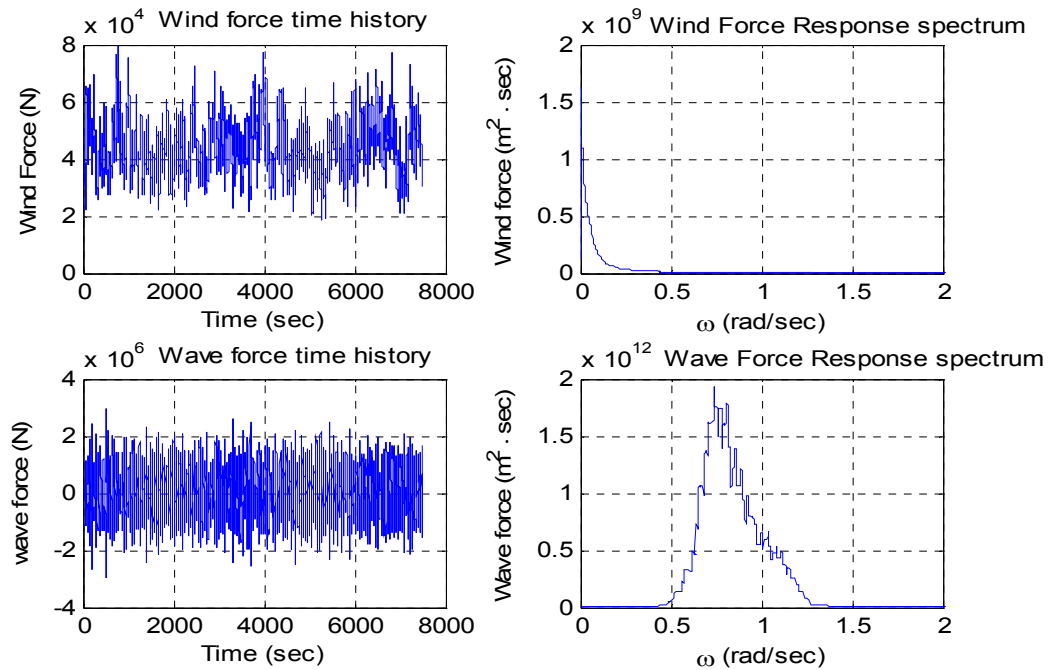 x 10^4 Wind force time history
8
6
4
2
0
Wind Force (N)
0 2000 4000 6000 8000
Time (sec)
x 10^9 Wind Force Response spectrum
2
1.5
1
0.5
0
Wind force (m^2 · sec)
0 0.5 1 1.5 2
ω (rad/sec)
x 10^6 Wave force time history
4
2
0
-2
-4
wave force (N)
0 2000 4000 6000 8000
Time (sec)
x 10^12 Wave Force Response spectrum
2
1.5
1
0.5
0
Wave force (m^2 · sec)
0 0.5 1 1.5 2
ω (rad/sec)